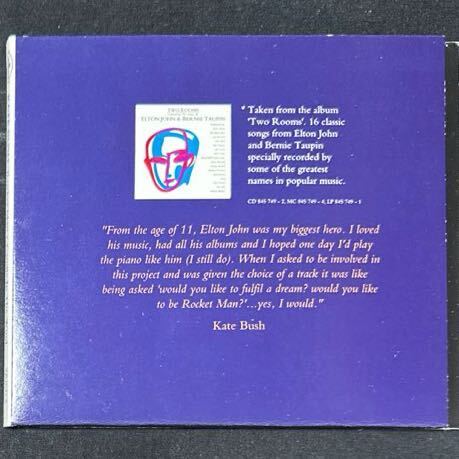 TWO ROOMS
ELTON JOHN & BERNIE TAUPIN
* Taken from the album
'Two Rooms'. 16 classic
songs from Elton John
and Bernie Taupin
specially recorded by
some of the greatest
names in popular music.
CD 845 749 - 2, MC 845 749 - 4, LP 845 749 - 1
"From the age of 11, Elton John was my biggest hero. I loved
his music, had all his albums and I hoped one day I'd play
the piano like him (I still do). When I asked to be involved in
this project and was given the choice of a track it was like
being asked 'would you like to fulfil a dream? would you like
to be Rocket Man?'...yes, I would."
Kate Bush